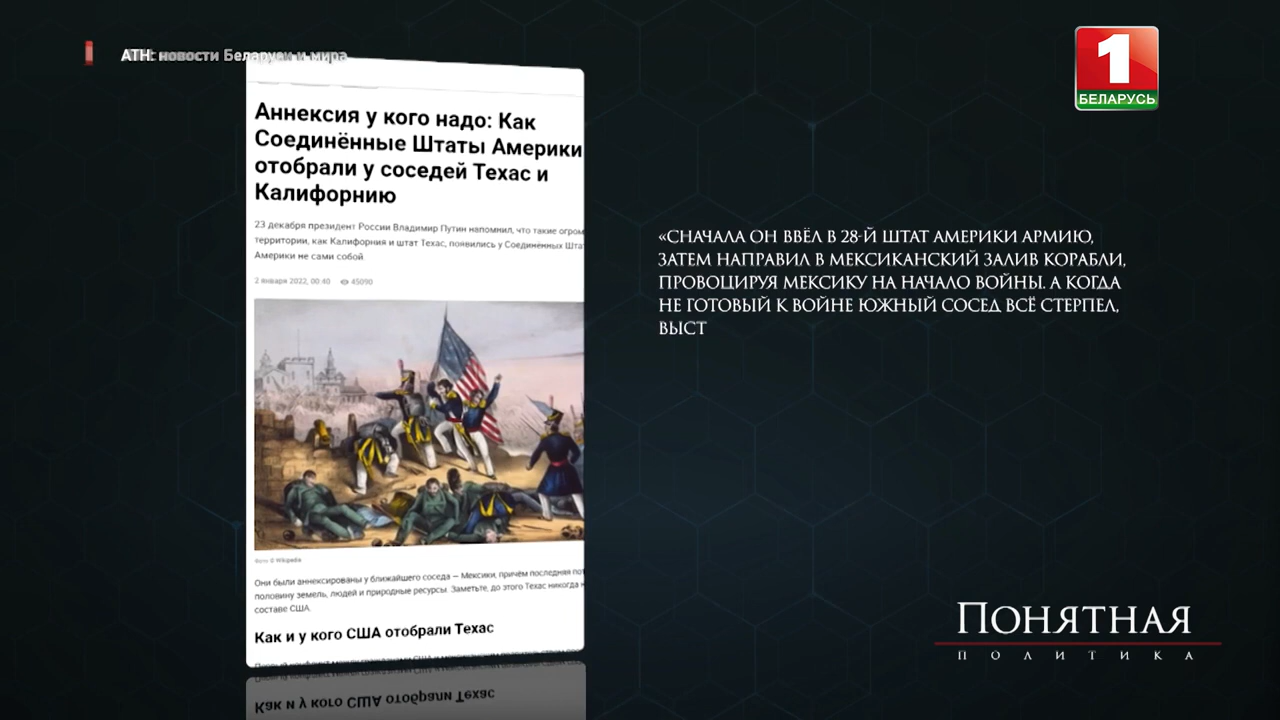 АТН: новости Беларуси и мира
1
БЕЛАРУСЬ
Аннексия у кого надо: Как
Соединённые Штаты Америки
отобрали у соседей Техас и
Калифорнию
23 декабря президент России Владимир Путин напомнил, что такие огром
территории, как Калифорния и штат Техас, появились у Соединённых Шта
Америки не сами собой.
2 января 2022, 00:40 45090
Фото: © Wikipedia
Они были аннексированы у ближайшего соседа — Мексики, причём последняя пот
половину земель, людей и природные ресурсы. Заметьте, до этого Техас никогда н
составе США.
Как и у кого США отобрали Техас
«СНАЧАЛА ОН ВВЁЛ В 28-Й ШТАТ АМЕРИКИ АРМИЮ,
ЗАТЕМ НАПРАВИЛ В МЕКСИКАНСКИЙ ЗАЛИВ КОРАБЛИ,
ПРОВОЦИРУЯ МЕКСИКУ НА НАЧАЛО ВОЙНЫ. А КОГДА
НЕ ГОТОВЫЙ К ВОЙНЕ ЮЖНЫЙ СОСЕД ВСЁ СТЕРПЕЛ,
ВЫСТ
ПОНЯТНАЯ
ПОЛИТИКА